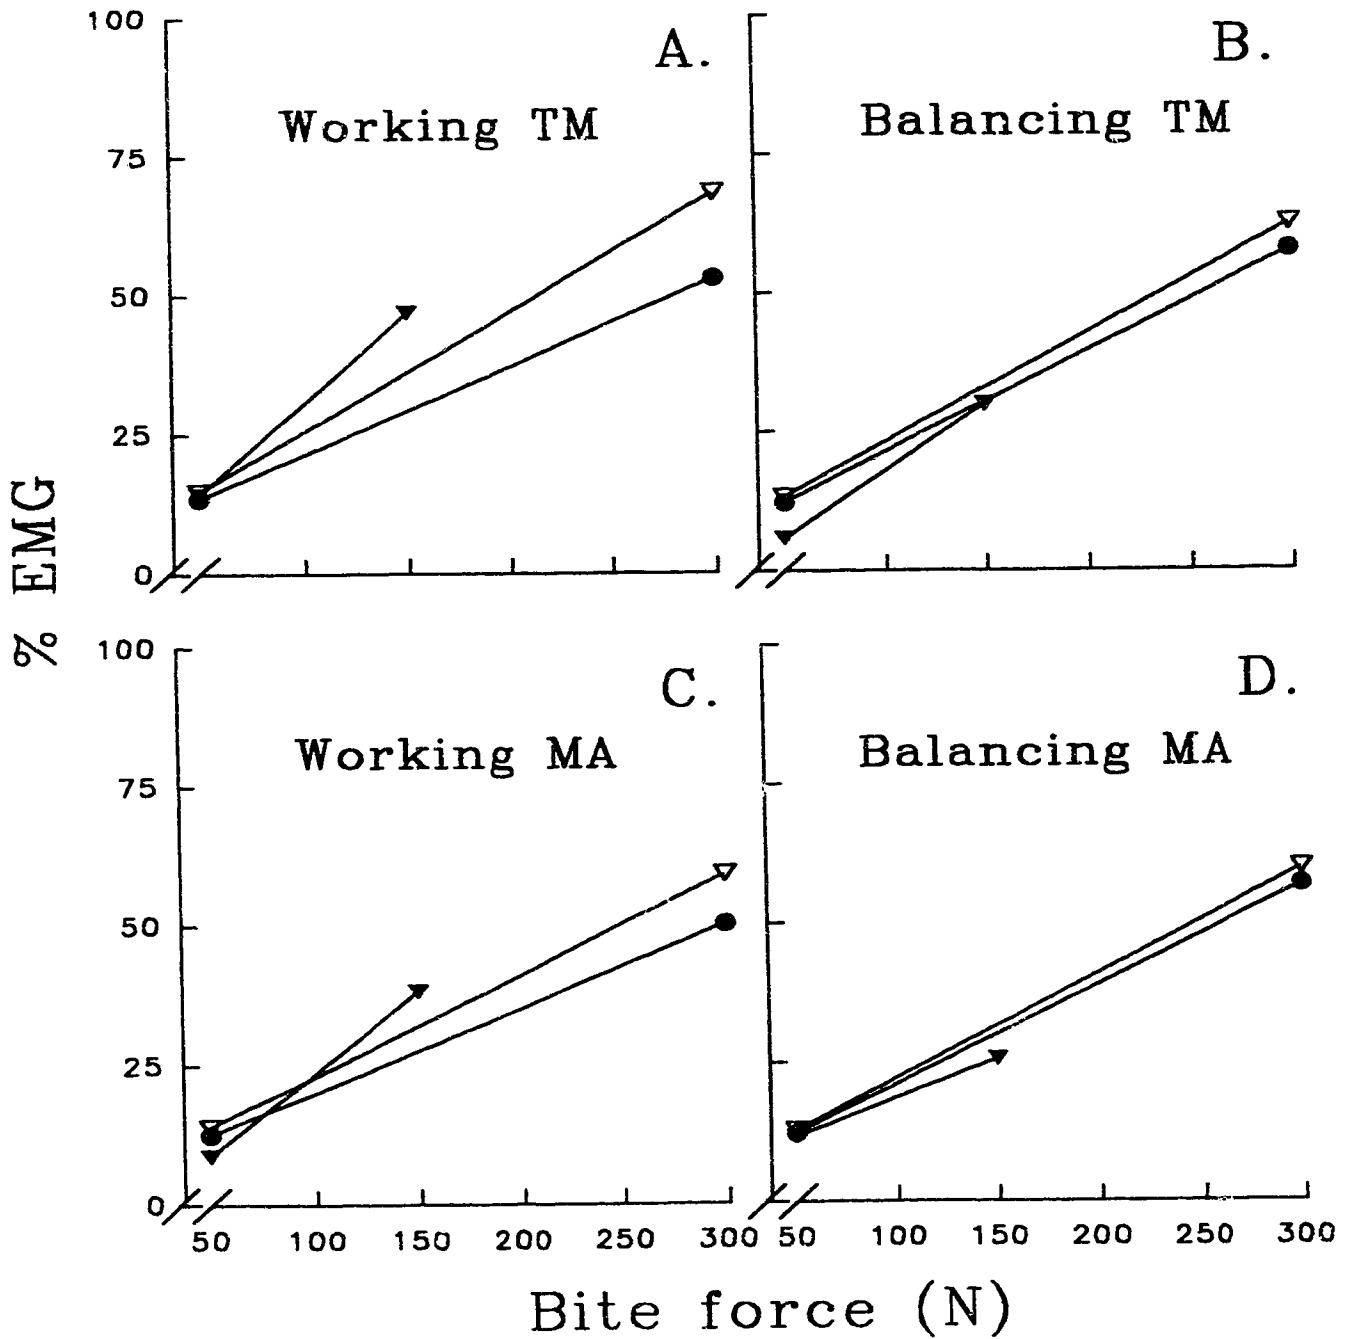 100
A.
B.
Working TM
Balancing TM
75
50
25
0
% EMG
100
C.
D.
Working MA
Balancing MA
75
50
25
0
50 100 150 200 250 300 50 100 150 200 250 300
Bite force (N)